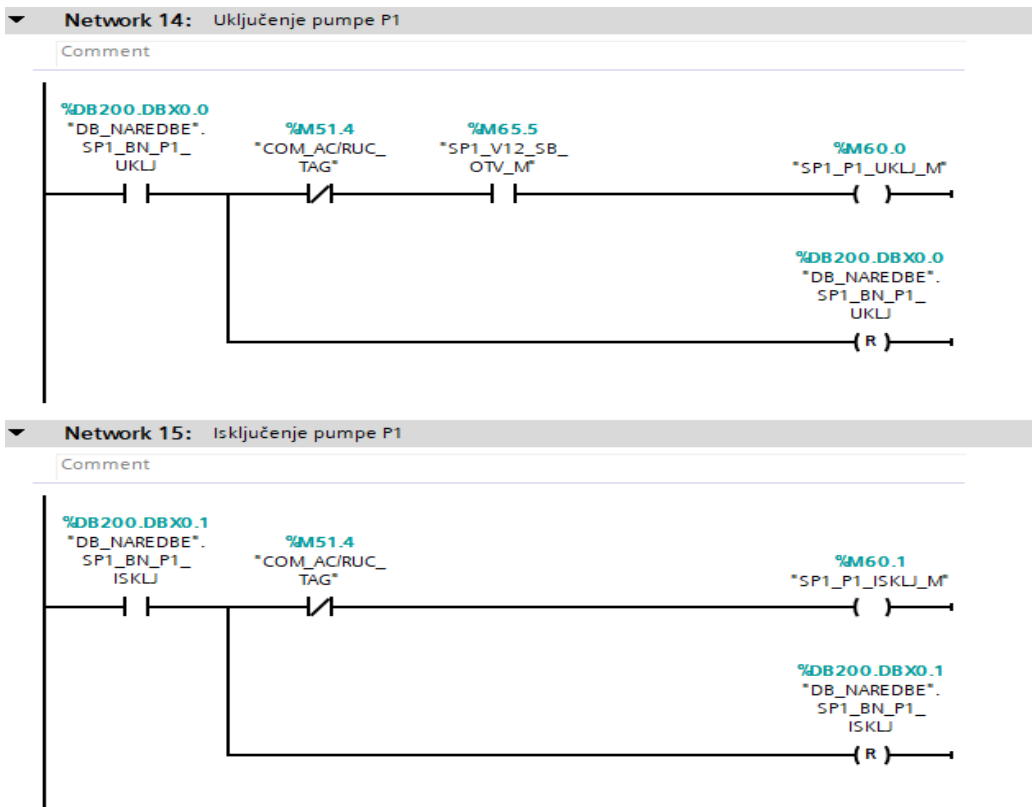 Network 14: Uključenje pumpe P1
Comment
%DB200.DBX0.0
"DB_NAREDBE".
SP1_BN_P1_
UKLJ
%M51.4
"COM_AC/RUC_
TAG"
%M65.5
"SP1_V12_SB_
OTV_M"
%M60.0
"SP1_P1_UKLJ_M"
%DB200.DBX0.0
"DB_NAREDBE".
SP1_BN_P1_
UKLJ
R
Network 15: Isključenje pumpe P1
Comment
%DB200.DBX0.1
"DB_NAREDBE".
SP1_BN_P1_
ISKLJ
%M51.4
"COM_AC/RUC_
TAG"
%M60.1
"SP1_P1_ISKLJ_M"
%DB200.DBX0.1
"DB_NAREDBE".
SP1_BN_P1_
ISKLJ
R